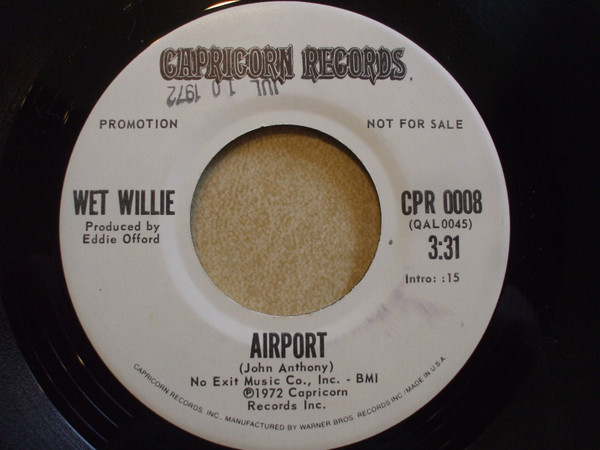 CAPRICORN RECORDS.
JUL 10 1972
PROMOTION
NOT FOR SALE
WET WILLIE
Produced by
Eddie Offord
CPR 0008
(QAL0045)
3:31
Intro: :15
AIRPORT
(John Anthony)
No Exit Music Co., Inc. - BMI
Ⓟ1972 Capricorn
Records Inc.
CAPRICORN RECORDS, INC., MANUFACTURED BY WARNER BROS. RECORDS INC./MADE IN U.S.A.